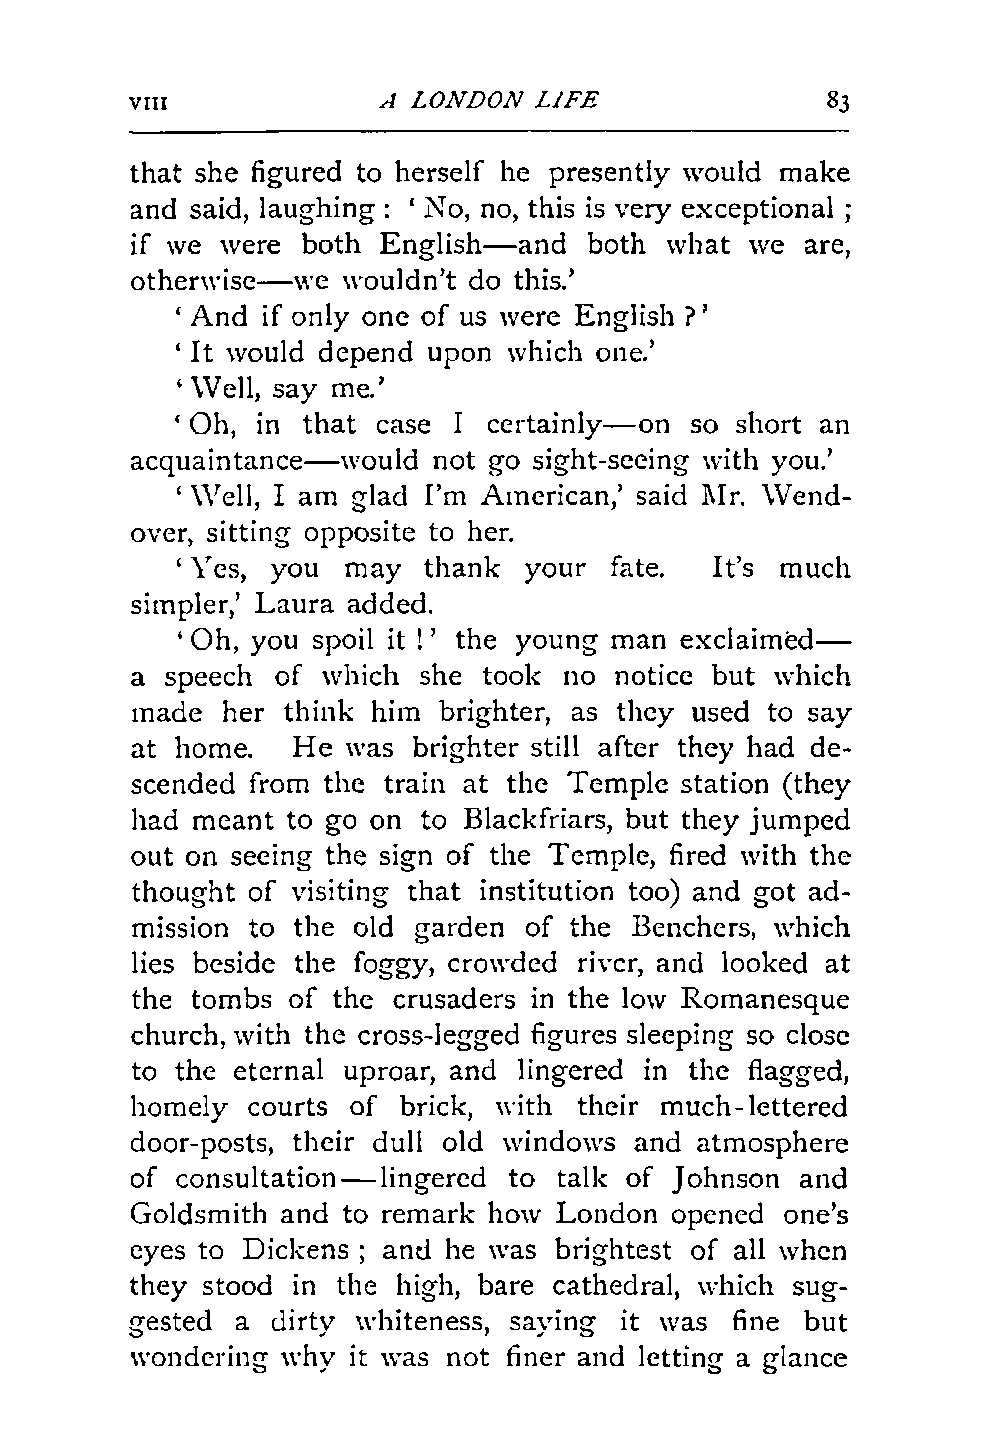 VIII A LONDON LIFE 83
that she figured to herself he presently would make
and said, laughing : ‘ No, no, this is very exceptional ;
if we were both English—and both what we are,
otherwise—we wouldn’t do this.’
‘ And if only one of us were English ? ’
‘ It would depend upon which one.’
‘ Well, say me.’
‘ Oh, in that case I certainly—on so short an
acquaintance—would not go sight-seeing with you.’
‘ Well, I am glad I’m American,’ said Mr. Wend-
over, sitting opposite to her.
‘ Yes, you may thank your fate. It’s much
simpler,’ Laura added.
‘ Oh, you spoil it ! ’ the young man exclaimed—
a speech of which she took no notice but which
made her think him brighter, as they used to say
at home. He was brighter still after they had de-
scended from the train at the Temple station (they
had meant to go on to Blackfriars, but they jumped
out on seeing the sign of the Temple, fired with the
thought of visiting that institution too) and got ad-
mission to the old garden of the Benchers, which
lies beside the foggy, crowded river, and looked at
the tombs of the crusaders in the low Romanesque
church, with the cross-legged figures sleeping so close
to the eternal uproar, and lingered in the flagged,
homely courts of brick, with their much-lettered
door-posts, their dull old windows and atmosphere
of consultation—lingered to talk of Johnson and
Goldsmith and to remark how London opened one’s
eyes to Dickens ; and he was brightest of all when
they stood in the high, bare cathedral, which sug-
gested a dirty whiteness, saying it was fine but
wondering why it was not finer and letting a glance